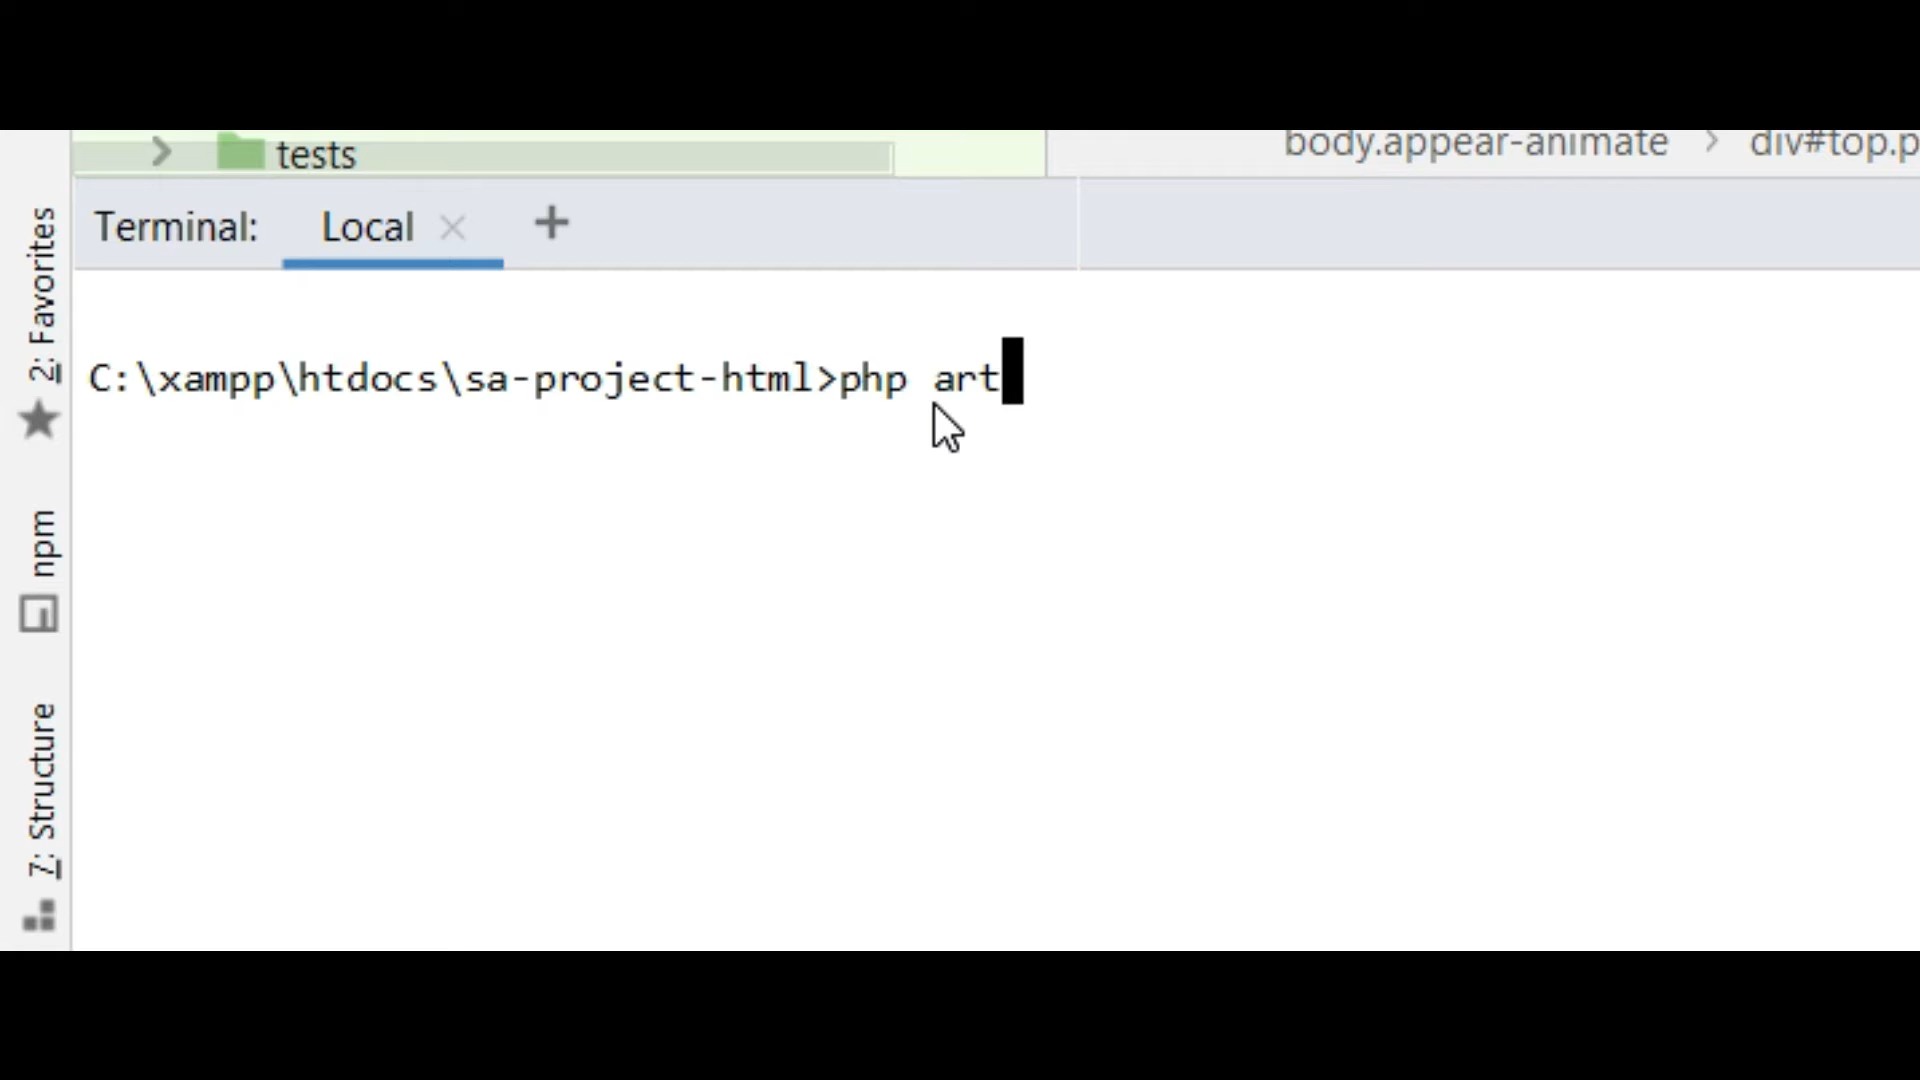 tests
body.appear-animate > div#top.p
Terminal: Local × +
2: Favorites
C:\xampp\htdocs\sa-project-html>php art
npm
7: Structure